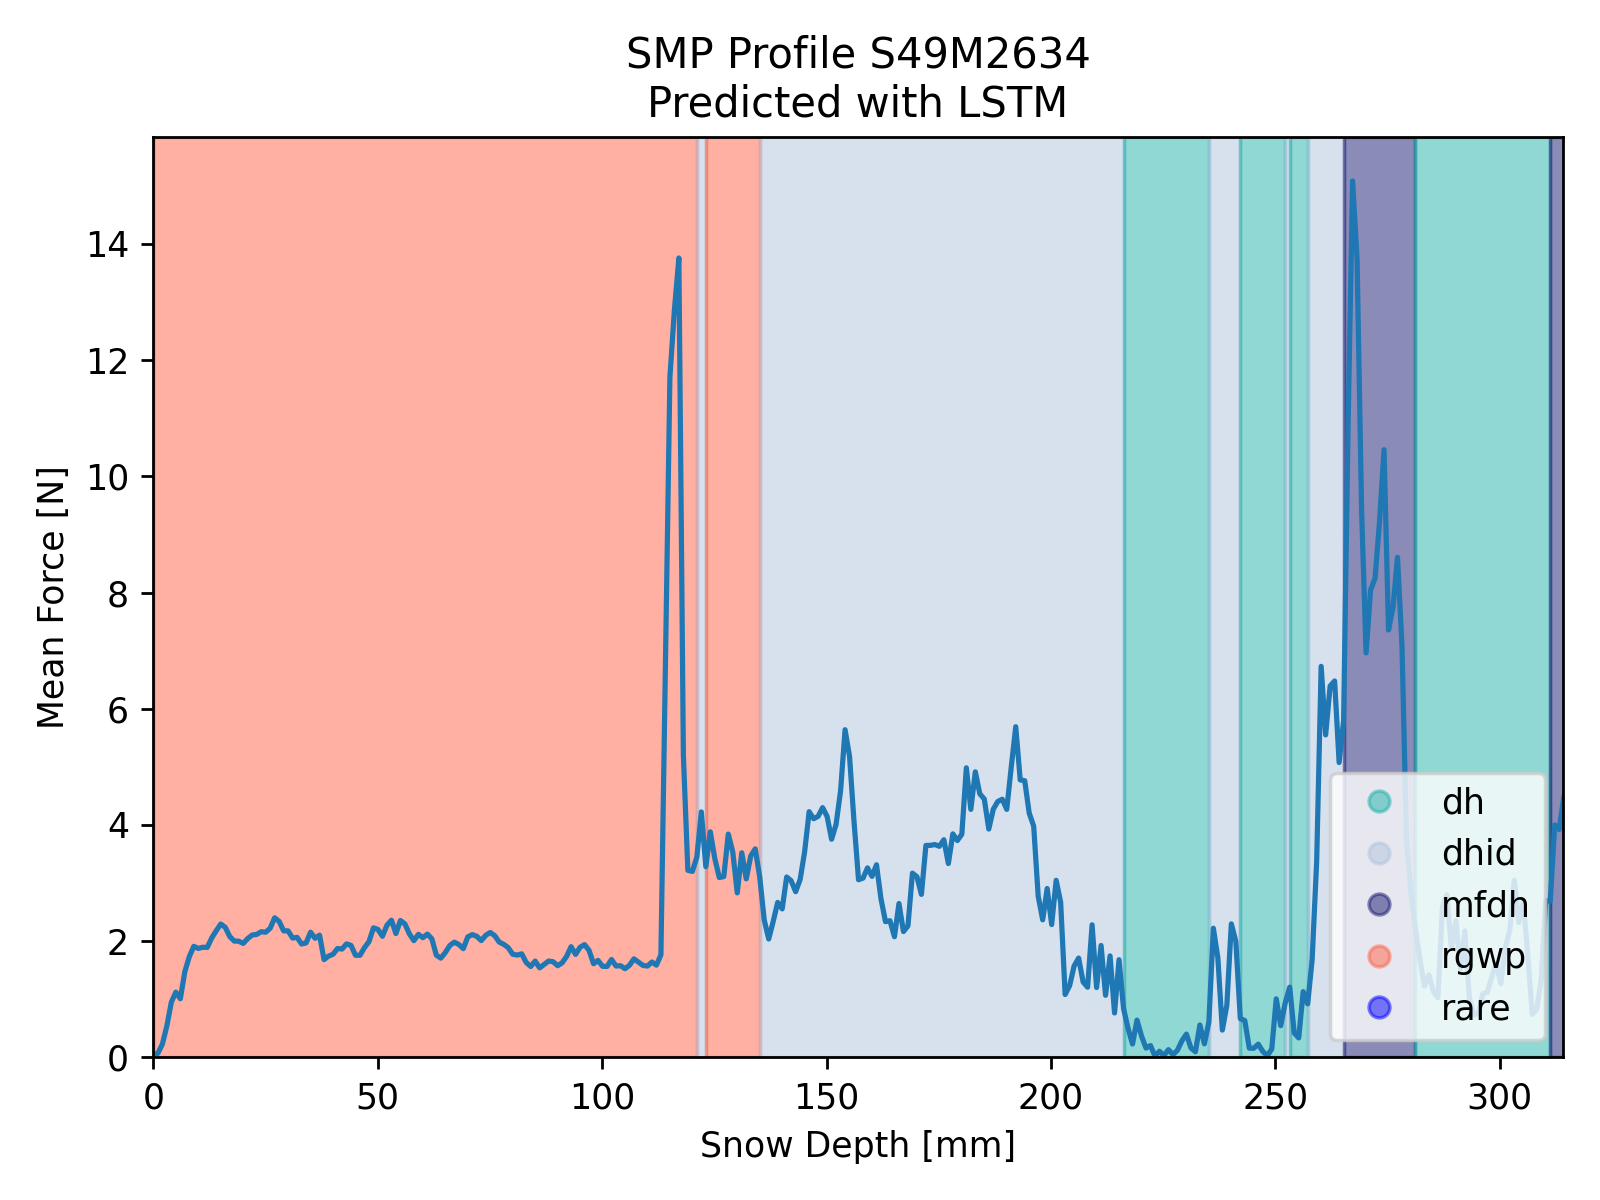 SMP Profile S49M2634
Predicted with LSTM
Mean Force [N]
14
12
10
8
6
4
2
0
0 50 100 150 200 250 300
Snow Depth [mm]
dh
dhid
mfdh
rgwp
rare